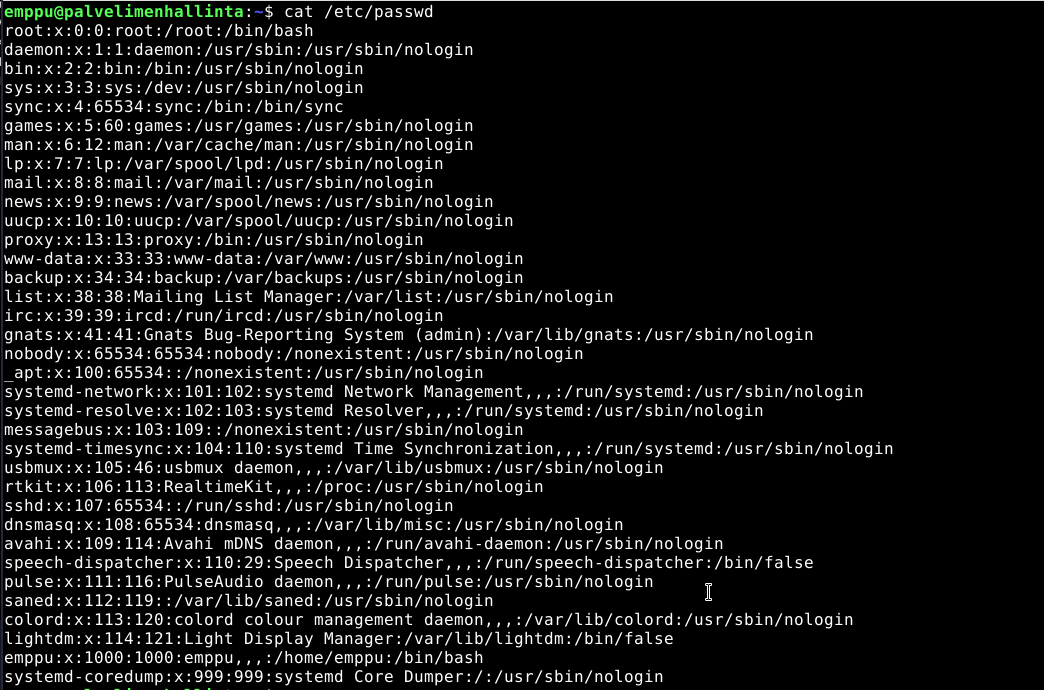 emppu@palvelimenhallinta:~$ cat /etc/passwd
root:x:0:0:root:/root:/bin/bash
daemon:x:1:1:daemon:/usr/sbin:/usr/sbin/nologin
bin:x:2:2:bin:/bin:/usr/sbin/nologin
sys:x:3:3:sys:/dev:/usr/sbin/nologin
sync:x:4:65534:sync:/bin:/bin/sync
games:x:5:60:games:/usr/games:/usr/sbin/nologin
man:x:6:12:man:/var/cache/man:/usr/sbin/nologin
lp:x:7:7:lp:/var/spool/lpd:/usr/sbin/nologin
mail:x:8:8:mail:/var/mail:/usr/sbin/nologin
news:x:9:9:news:/var/spool/news:/usr/sbin/nologin
uucp:x:10:10:uucp:/var/spool/uucp:/usr/sbin/nologin
proxy:x:13:13:proxy:/bin:/usr/sbin/nologin
www-data:x:33:33:www-data:/var/www:/usr/sbin/nologin
backup:x:34:34:backup:/var/backups:/usr/sbin/nologin
list:x:38:38:Mailing List Manager:/var/list:/usr/sbin/nologin
irc:x:39:39:ircd:/run/ircd:/usr/sbin/nologin
gnats:x:41:41:Gnats Bug-Reporting System (admin):/var/lib/gnats:/usr/sbin/nologin
nobody:x:65534:65534:nobody:/nonexistent:/usr/sbin/nologin
_apt:x:100:65534::/nonexistent:/usr/sbin/nologin
systemd-network:x:101:102:systemd Network Management,,,:/run/systemd:/usr/sbin/nologin
systemd-resolve:x:102:103:systemd Resolver,,,:/run/systemd:/usr/sbin/nologin
messagebus:x:103:109::/nonexistent:/usr/sbin/nologin
systemd-timesync:x:104:110:systemd Time Synchronization,,,:/run/systemd:/usr/sbin/nologin
usbmux:x:105:46:usbmux daemon,,,:/var/lib/usbmux:/usr/sbin/nologin
rtkit:x:106:113:RealtimeKit,,,:/proc:/usr/sbin/nologin
sshd:x:107:65534::/run/sshd:/usr/sbin/nologin
dnsmasq:x:108:65534:dnsmasq,,,:/var/lib/misc:/usr/sbin/nologin
avahi:x:109:114:Avahi mDNS daemon,,,:/run/avahi-daemon:/usr/sbin/nologin
speech-dispatcher:x:110:29:Speech Dispatcher,,,:/run/speech-dispatcher:/bin/false
pulse:x:111:116:PulseAudio daemon,,,:/run/pulse:/usr/sbin/nologin
saned:x:112:119::/var/lib/saned:/usr/sbin/nologin
colord:x:113:120:colord colour management daemon,,,:/var/lib/colord:/usr/sbin/nologin
lightdm:x:114:121:Light Display Manager:/var/lib/lightdm:/bin/false
emppu:x:1000:1000:emppu,,,:/home/emppu:/bin/bash
systemd-coredump:x:999:999:systemd Core Dumper:/:/usr/sbin/nologin